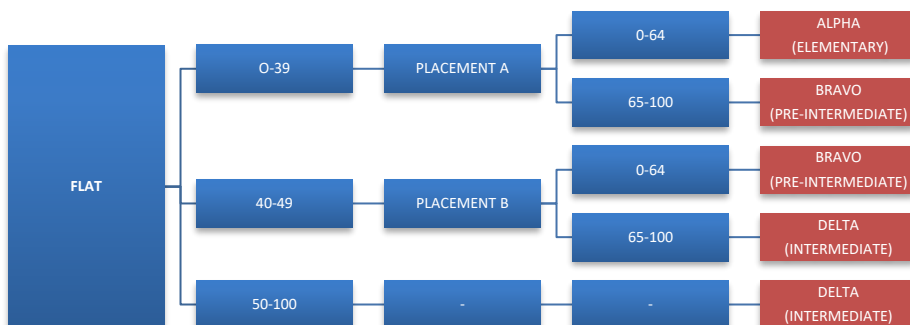 FLAT
O-39
PLACEMENT A
0-64
ALPHA
(ELEMENTARY)
65-100
BRAVO
(PRE-INTERMEDIATE)
40-49
PLACEMENT B
0-64
BRAVO
(PRE-INTERMEDIATE)
65-100
DELTA
(INTERMEDIATE)
50-100
-
-
DELTA
(INTERMEDIATE)